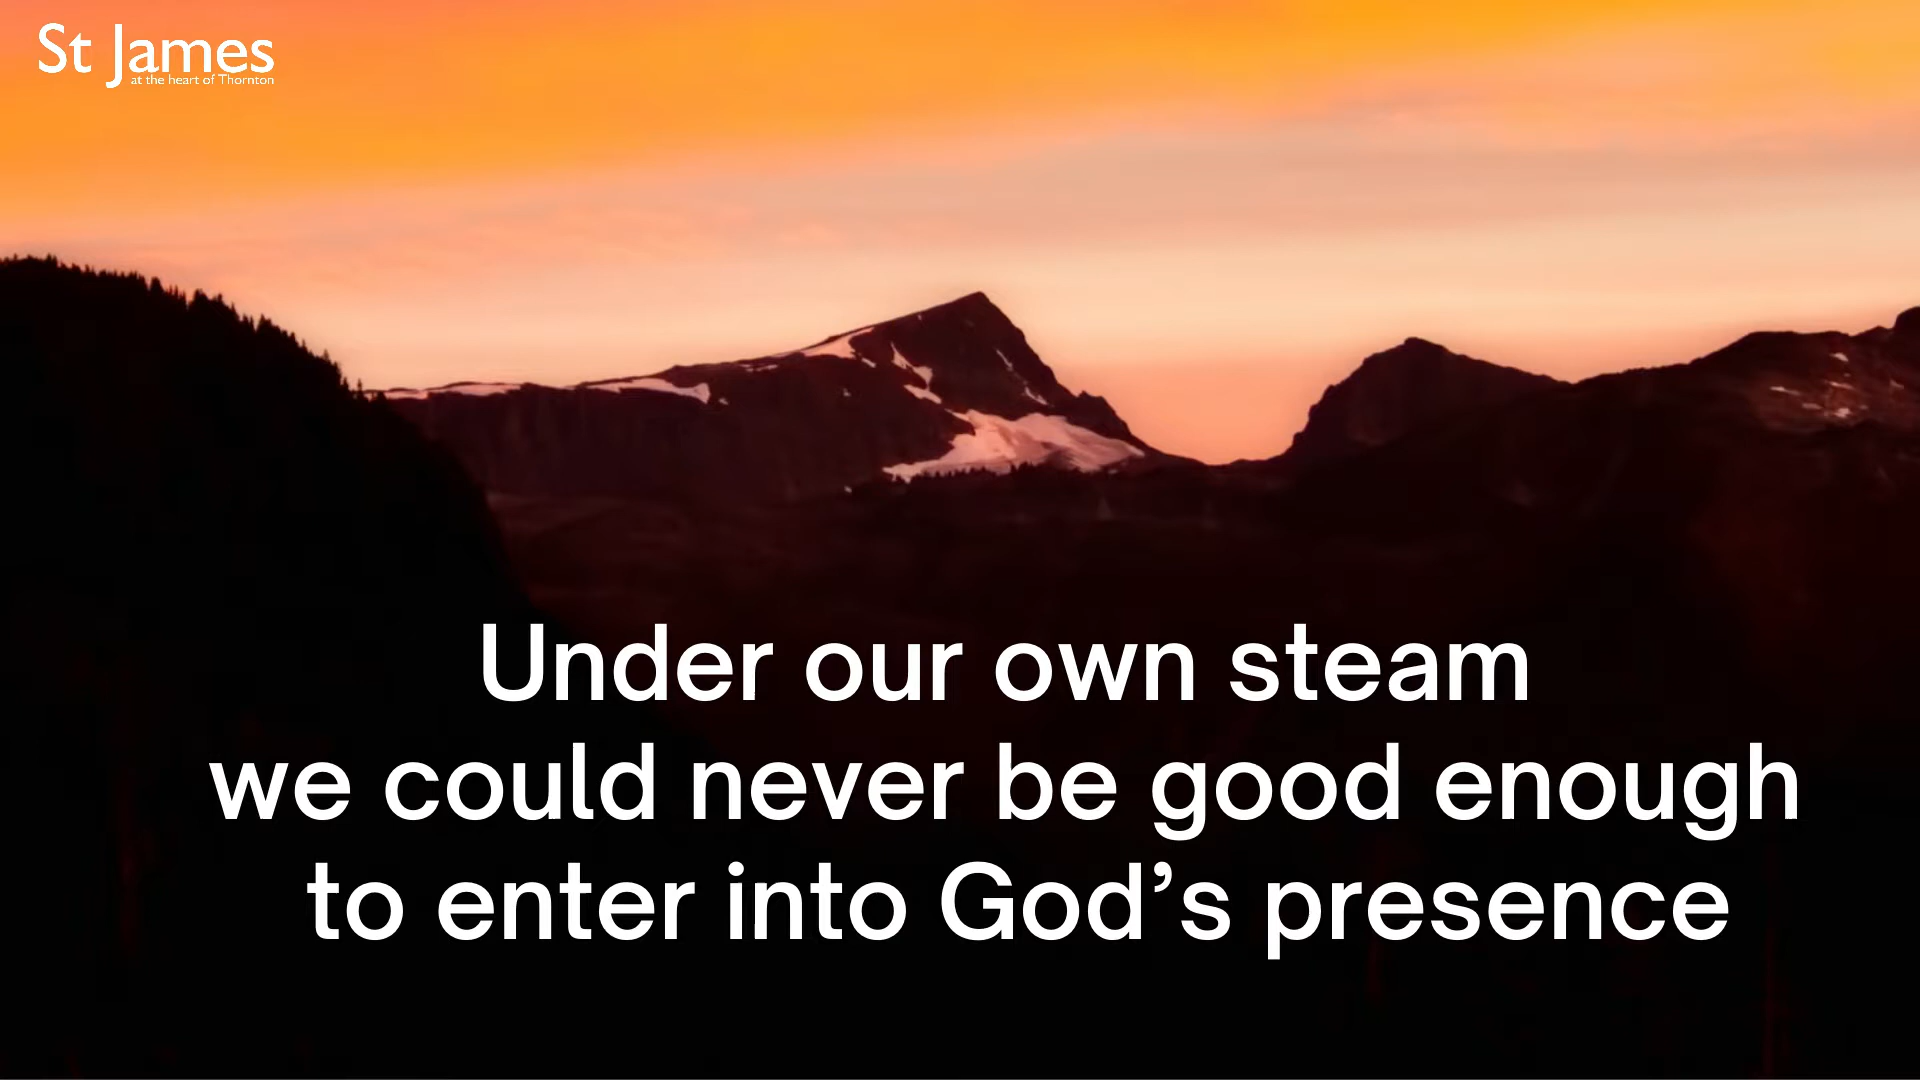 St James
at the heart of Thornton
Under our own steam
we could never be good enough
to enter into God’s presence